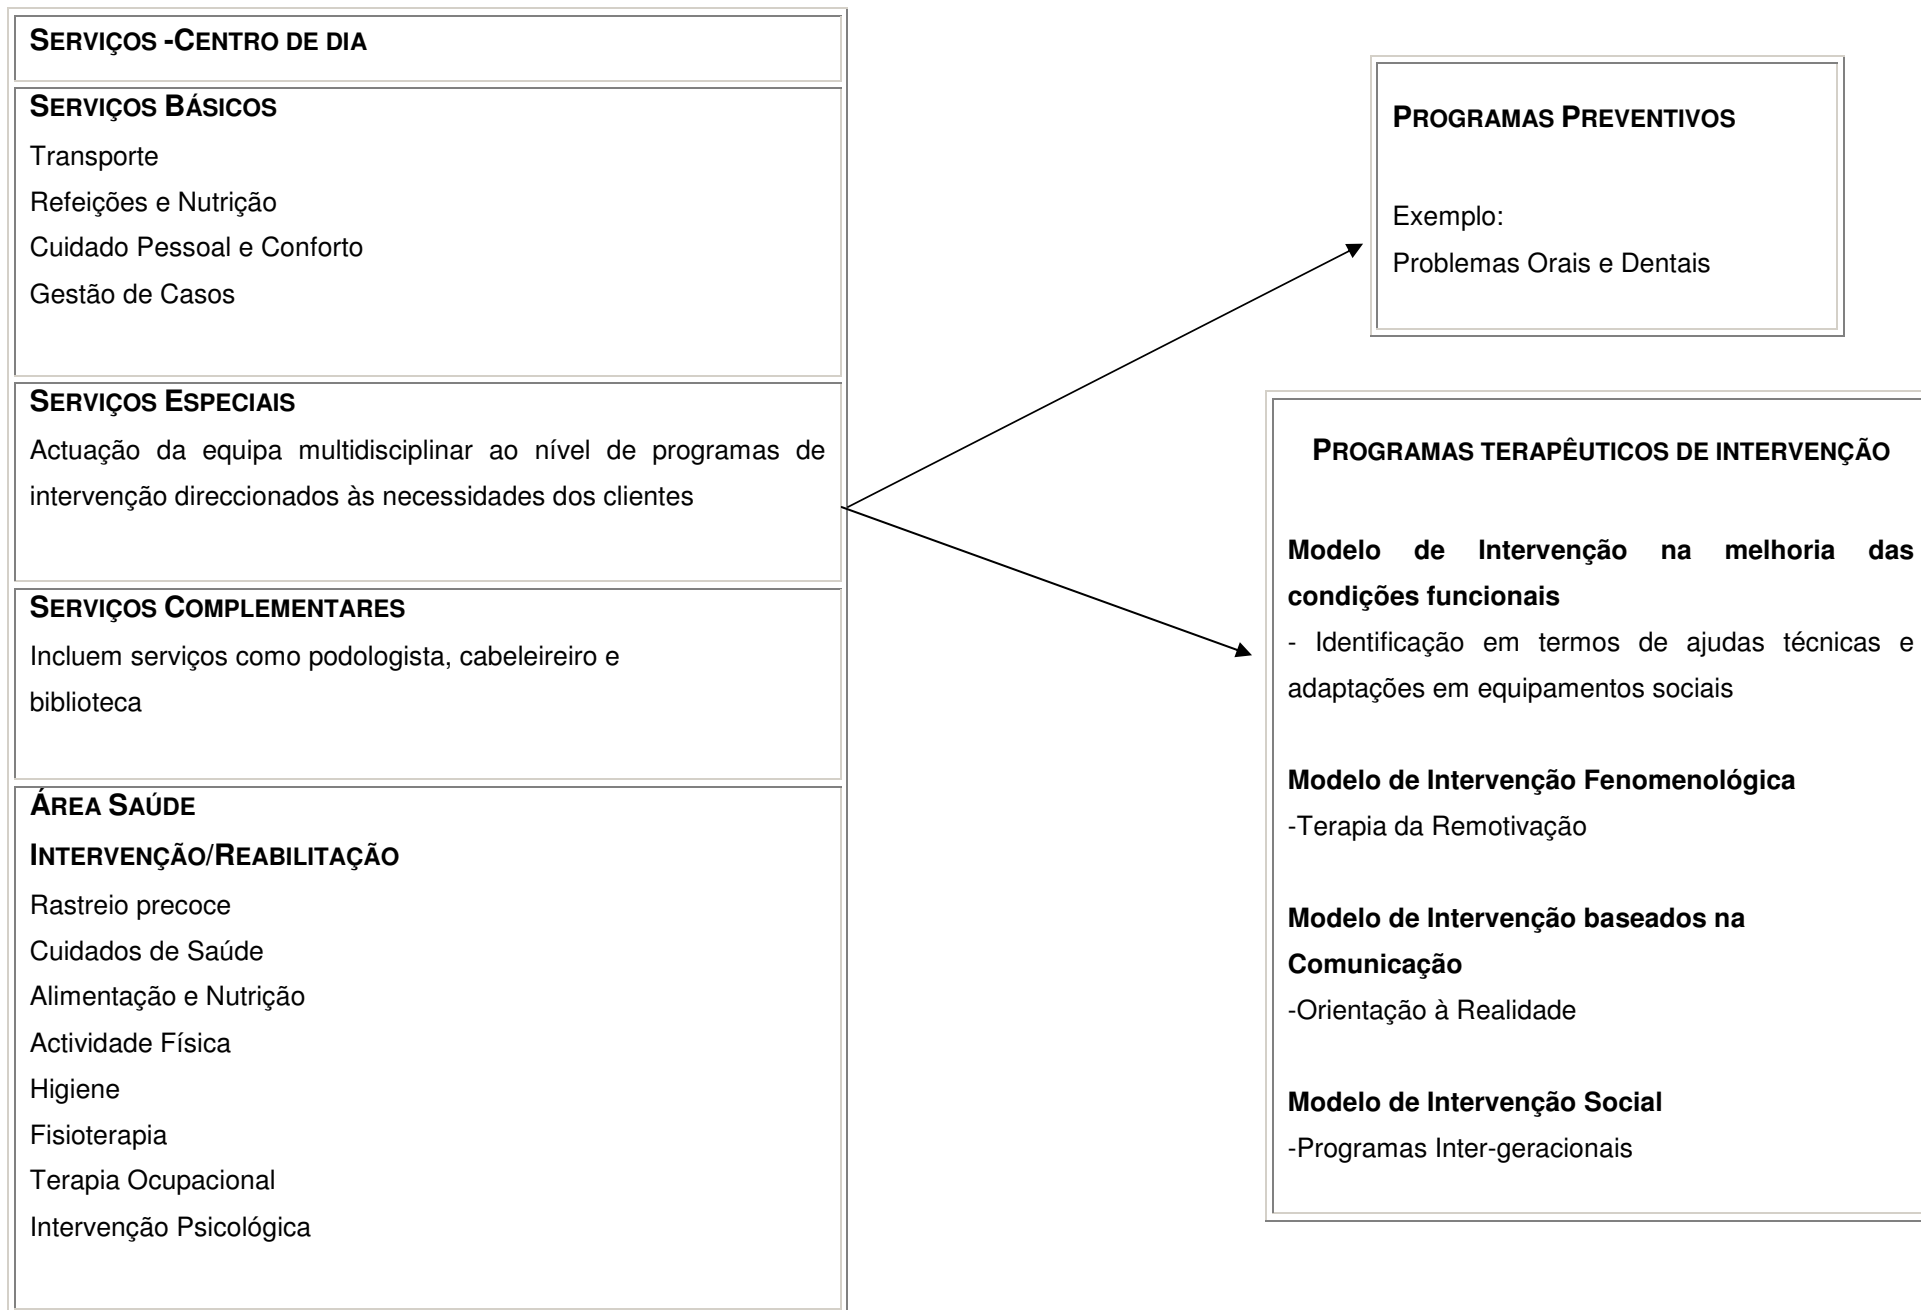 SERVIÇOS -CENTRO DE DIA
SERVIÇOS BÁSICOS
Transporte
Refeições e Nutrição
Cuidado Pessoal e Conforto
Gestão de Casos
SERVIÇOS ESPECIAIS
Actuação da equipa multidisciplinar ao nível de programas de
intervenção direccionados às necessidades dos clientes
SERVIÇOS COMPLEMENTARES
Incluem serviços como podologista, cabeleireiro e
biblioteca
ÁREA SAÚDE
INTERVENÇÃO/REABILITAÇÃO
Rastreio precoce
Cuidados de Saúde
Alimentação e Nutrição
Actividade Física
Higiene
Fisioterapia
Terapia Ocupacional
Intervenção Psicológica
PROGRAMAS PREVENTIVOS
Exemplo:
Problemas Orais e Dentais
PROGRAMAS TERAPÊUTICOS DE INTERVENÇÃO
Modelo de Intervenção na melhoria das
condições funcionais
- Identificação em termos de ajudas técnicas e
adaptações em equipamentos sociais
Modelo de Intervenção Fenomenológica
-Terapia da Remotivação
Modelo de Intervenção baseados na
Comunicação
-Orientação à Realidade
Modelo de Intervenção Social
-Programas Inter-geracionais